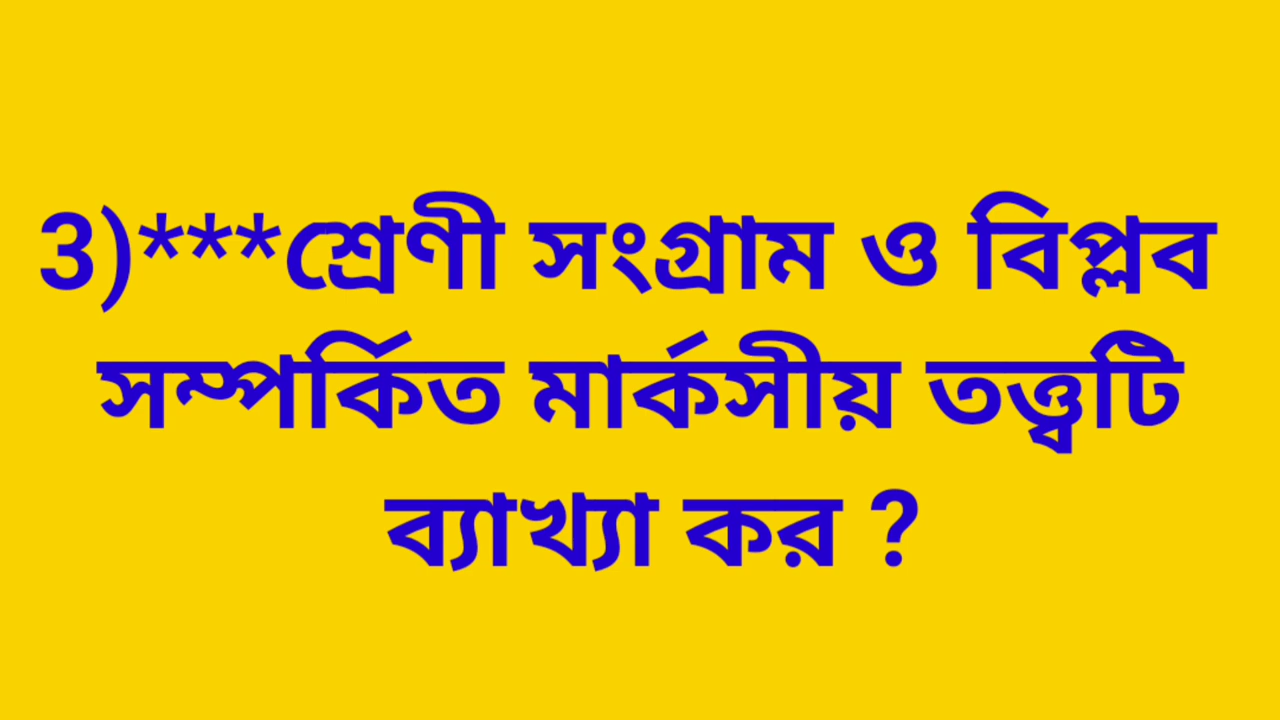 3)***শ্রেণী সংগ্রাম ও বিপ্লব
সম্পর্কিত মার্কসীয় তত্ত্বটি
ব্যাখ্যা কর ?